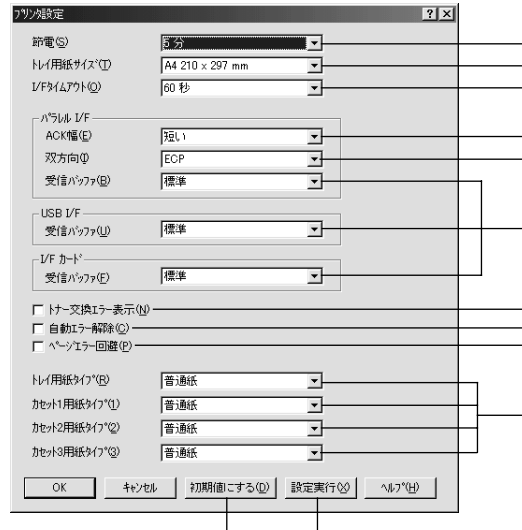 プリンタ設定
節電(S) 5 分
トレイ用紙サイズ(T) A4 210 x 297 mm
I/Fタイムアウト(O) 60 秒
パラレル I/F
ACK幅(E) 短い
双方向(I) ECP
受信バッファ(B) 標準
USB I/F
受信バッファ(U) 標準
I/F カード
受信バッファ(F) 標準
トナー交換エラー表示(N)
自動エラー解除(C)
ページエラー回避(P)
トレイ用紙タイプ(R) 普通紙
カセット1用紙タイプ(1) 普通紙
カセット2用紙タイプ(2) 普通紙
カセット3用紙タイプ(3) 普通紙
OK キャンセル 初期値にする(D) 設定実行(X) ヘルプ(H)